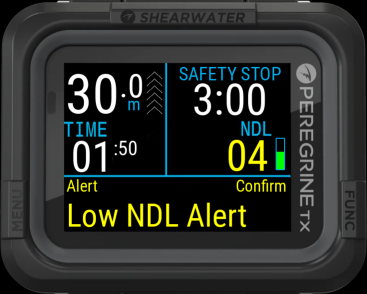 SHEARWATER
30.0 m
SAFETY STOP
3:00
TIME
01:50
NDL
04
Alert
Confirm
Low NDL Alert
PEREGRINE TX
MENU
FUNC